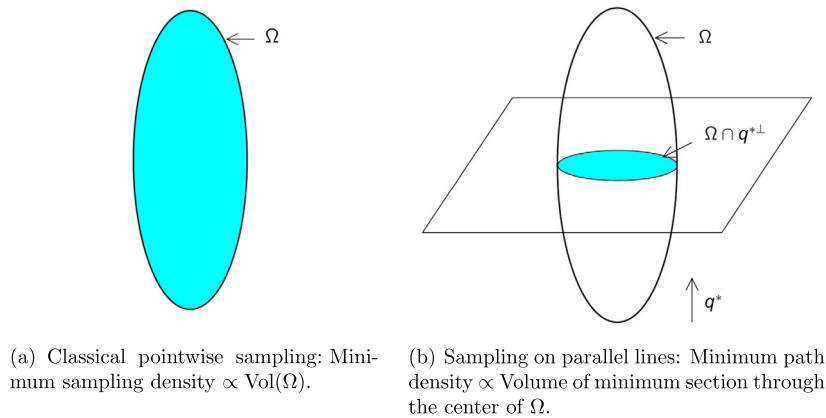 Ω
Ω
Ω ∩ q*⊥
q*
(a) Classical pointwise sampling: Mini-
mum sampling density ∝ Vol(Ω).
(b) Sampling on parallel lines: Minimum path
density ∝ Volume of minimum section through
the center of Ω.